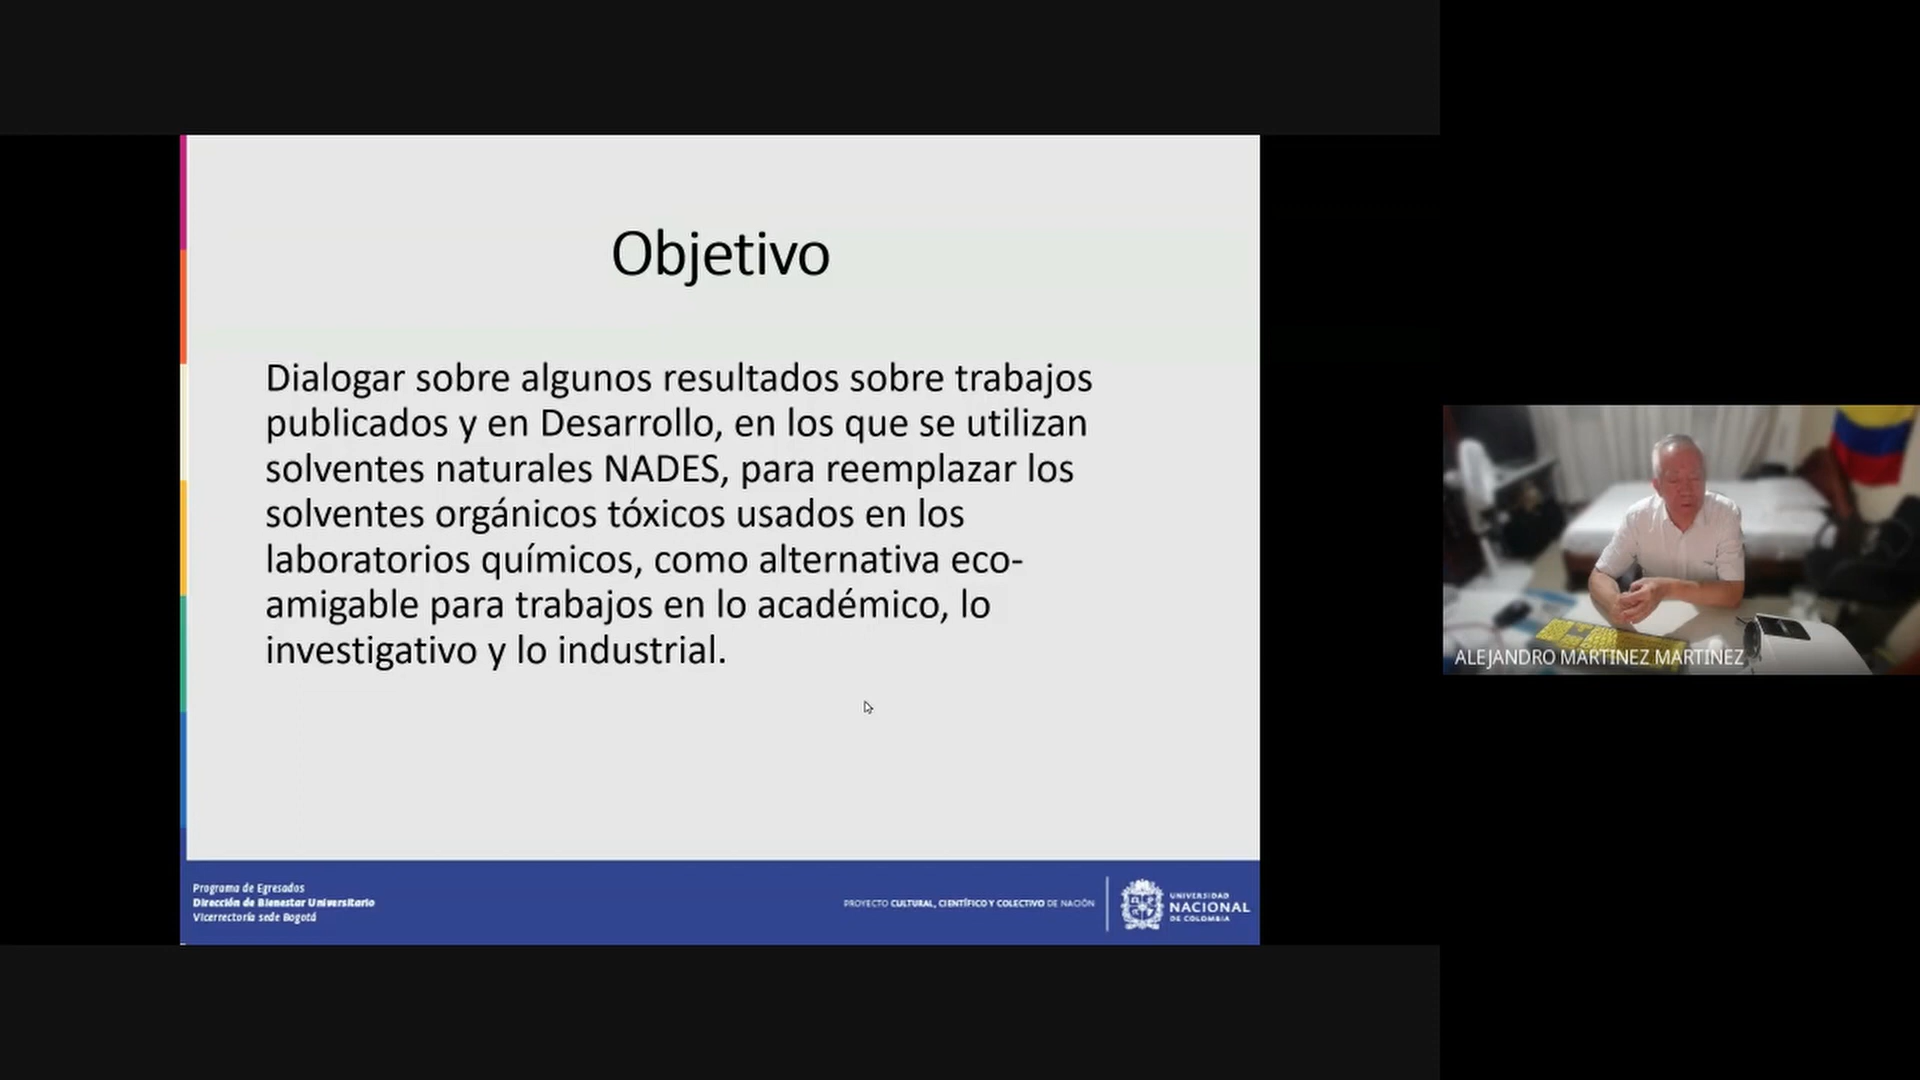 Objetivo
Dialogar sobre algunos resultados sobre trabajos
publicados y en Desarrollo, en los que se utilizan
solventes naturales NADES, para reemplazar los
solventes orgánicos tóxicos usados en los
laboratorios químicos, como alternativa eco-
amigable para trabajos en lo académico, lo
investigativo y lo industrial.
Programa de Egresados
Dirección de Bienestar Universitario
Vicerrectoría sede Bogotá
PROYECTO CULTURAL, CIENTÍFICO Y COLECTIVO DE NACIÓN
UNIVERSIDAD
NACIONAL
DE COLOMBIA
ALEJANDRO MARTINEZ MARTINEZ